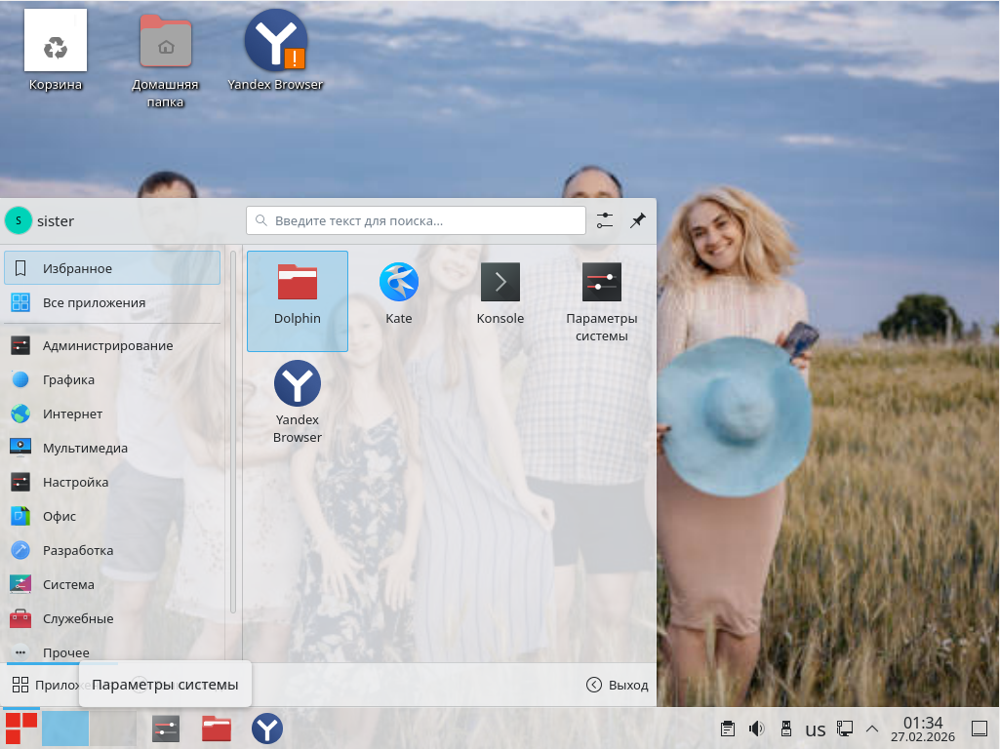 Корзина
Домашняя
папка
Yandex Browser
S
sister
Введите текст для поиска...
Избранное
Все приложения
Администрирование
Графика
Интернет
Мультимедиа
Настройка
Офис
Разработка
Система
Служебные
Прочее
Dolphin
Kate
Konsole
Параметры
системы
Yandex
Browser
Параметры системы
Выход
us
01:34
27.02.2026